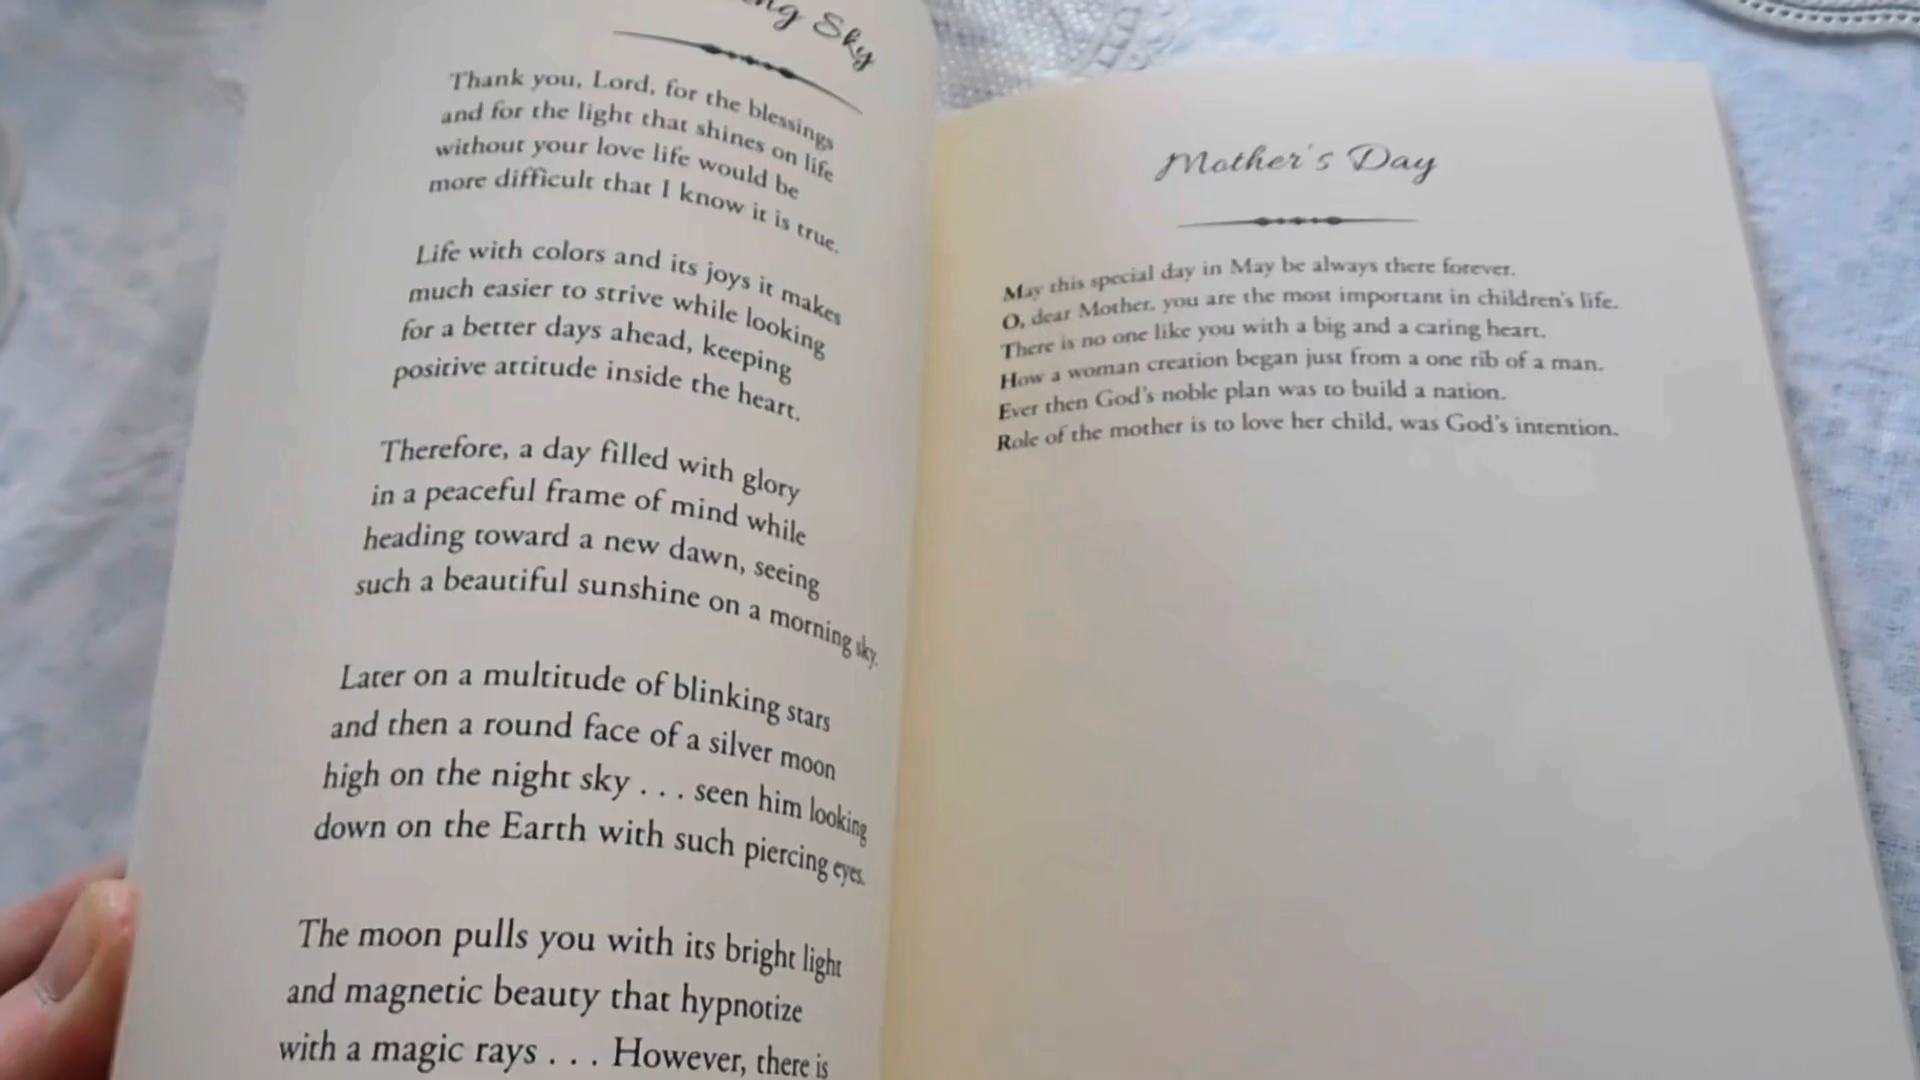 Sky
Thank you, Lord, for the blessings
and for the light that shines on life
without your love life would be
more difficult that I know it is true.
Life with colors and its joys it makes
much easier to strive while looking
for a better days ahead, keeping
positive attitude inside the heart.
Therefore, a day filled with glory
in a peaceful frame of mind while
heading toward a new dawn, seeing
such a beautiful sunshine on a morning sky.
Later on a multitude of blinking stars
and then a round face of a silver moon
high on the night sky . . . seen him looking
down on the Earth with such piercing eyes.
The moon pulls you with its bright light
and magnetic beauty that hypnotize
with a magic rays . . . However, there is
Mother's Day
May this special day in May be always there forever.
O, dear Mother, you are the most important in children's life.
There is no one like you with a big and a caring heart.
How a woman creation began just from a one rib of a man.
Ever then God's noble plan was to build a nation.
Role of the mother is to love her child, was God's intention.